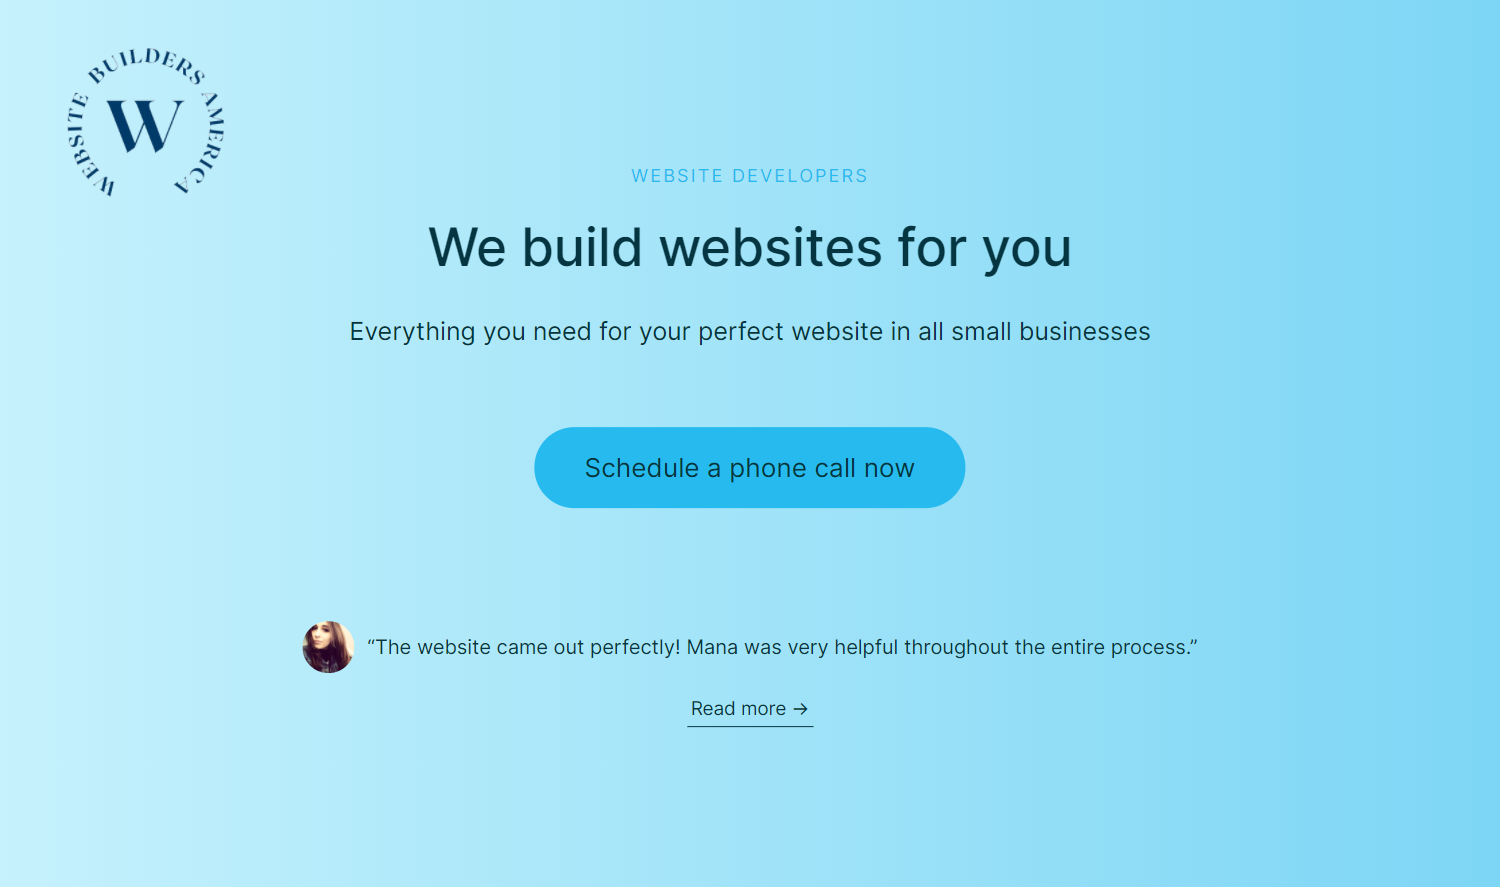 WEBSITE BUILDERS AMERICA
W
WEBSITE DEVELOPERS
We build websites for you
Everything you need for your perfect website in all small businesses
Schedule a phone call now
“The website came out perfectly! Mana was very helpful throughout the entire process.”
Read more →